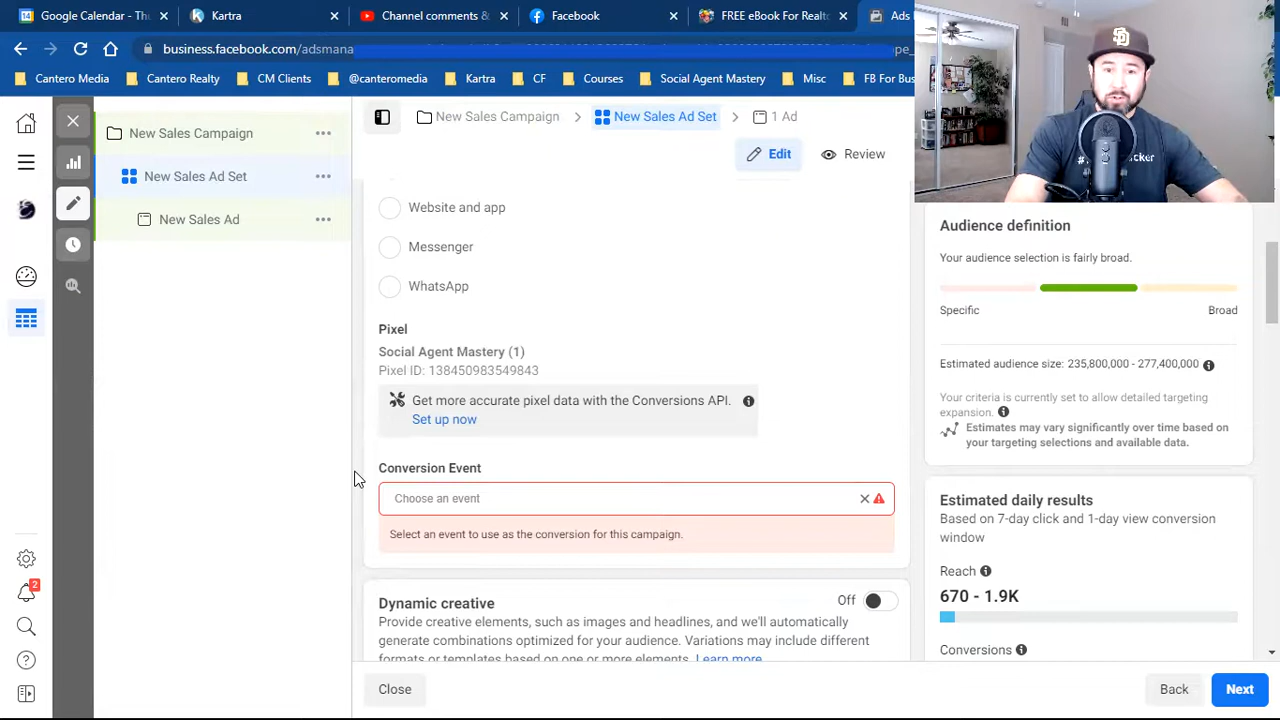 Google Calendar - Thu
Kartra
Channel comments &
Facebook
FREE eBook For Realto
Ads
business.facebook.com/adsmana
Cantero Media
Cantero Realty
CM Clients
@canteromedia
Kartra
CF
Courses
Social Agent Mastery
Misc
FB For Bus
New Sales Campaign
New Sales Ad Set
New Sales Ad
New Sales Campaign
New Sales Ad Set
1 Ad
Edit
Review
Website and app
Messenger
WhatsApp
Pixel
Social Agent Mastery (1)
Pixel ID: 138450983549843
Get more accurate pixel data with the Conversions API.
Set up now
Conversion Event
Choose an event
Select an event to use as the conversion for this campaign.
Dynamic creative
Off
Provide creative elements, such as images and headlines, and we'll automatically
generate combinations optimized for your audience. Variations may include different
formats or templates based on one or more elements. Learn more
Close
Back
Next
Audience definition
Your audience selection is fairly broad.
Specific
Broad
Estimated audience size: 235,800,000 - 277,400,000
Your criteria is currently set to allow detailed targeting
expansion.
Estimates may vary significantly over time based on
your targeting selections and available data.
Estimated daily results
Based on 7-day click and 1-day view conversion
window
Reach
670 - 1.9K
Conversions
2
SD